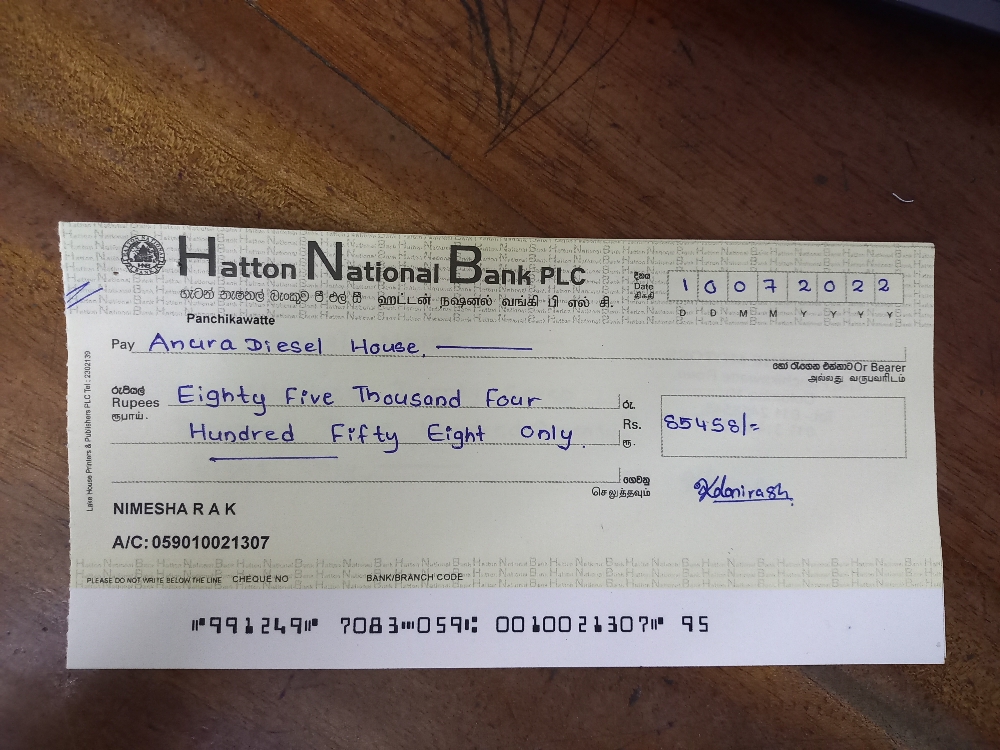 Hatton National Bank PLC
හැටන් නැෂනල් බැංකුව පී එල් සී ஹட்டன் நஷனல் வங்கி பி எல் சி.
Panchikawatte
දිනය
Date
திகதி
1 0 0 7 2 0 2 2
D D M M Y Y Y Y
Pay Anura Diesel House.
හෝ රැගෙන එන්නාට Or Bearer
அல்லது வருபவரிடம்
රුපියල්
Rupees
ரூபாய்.
Eighty Five Thousand Four
Hundred Fifty Eight Only.
රු.
Rs.
ரூ.
85458/=
ගෙවනු
செலுத்தவும்
NIMESHA R A K
A/C: 059010021307
PLEASE DO NOT WRITE BELOW THE LINE CHEQUE NO BANK/BRANCH CODE
⑈991249⑈ 7083⑉059⑆ 0010021307⑈ 95
Lake House Printers & Publishers PLC Tel : 2302139